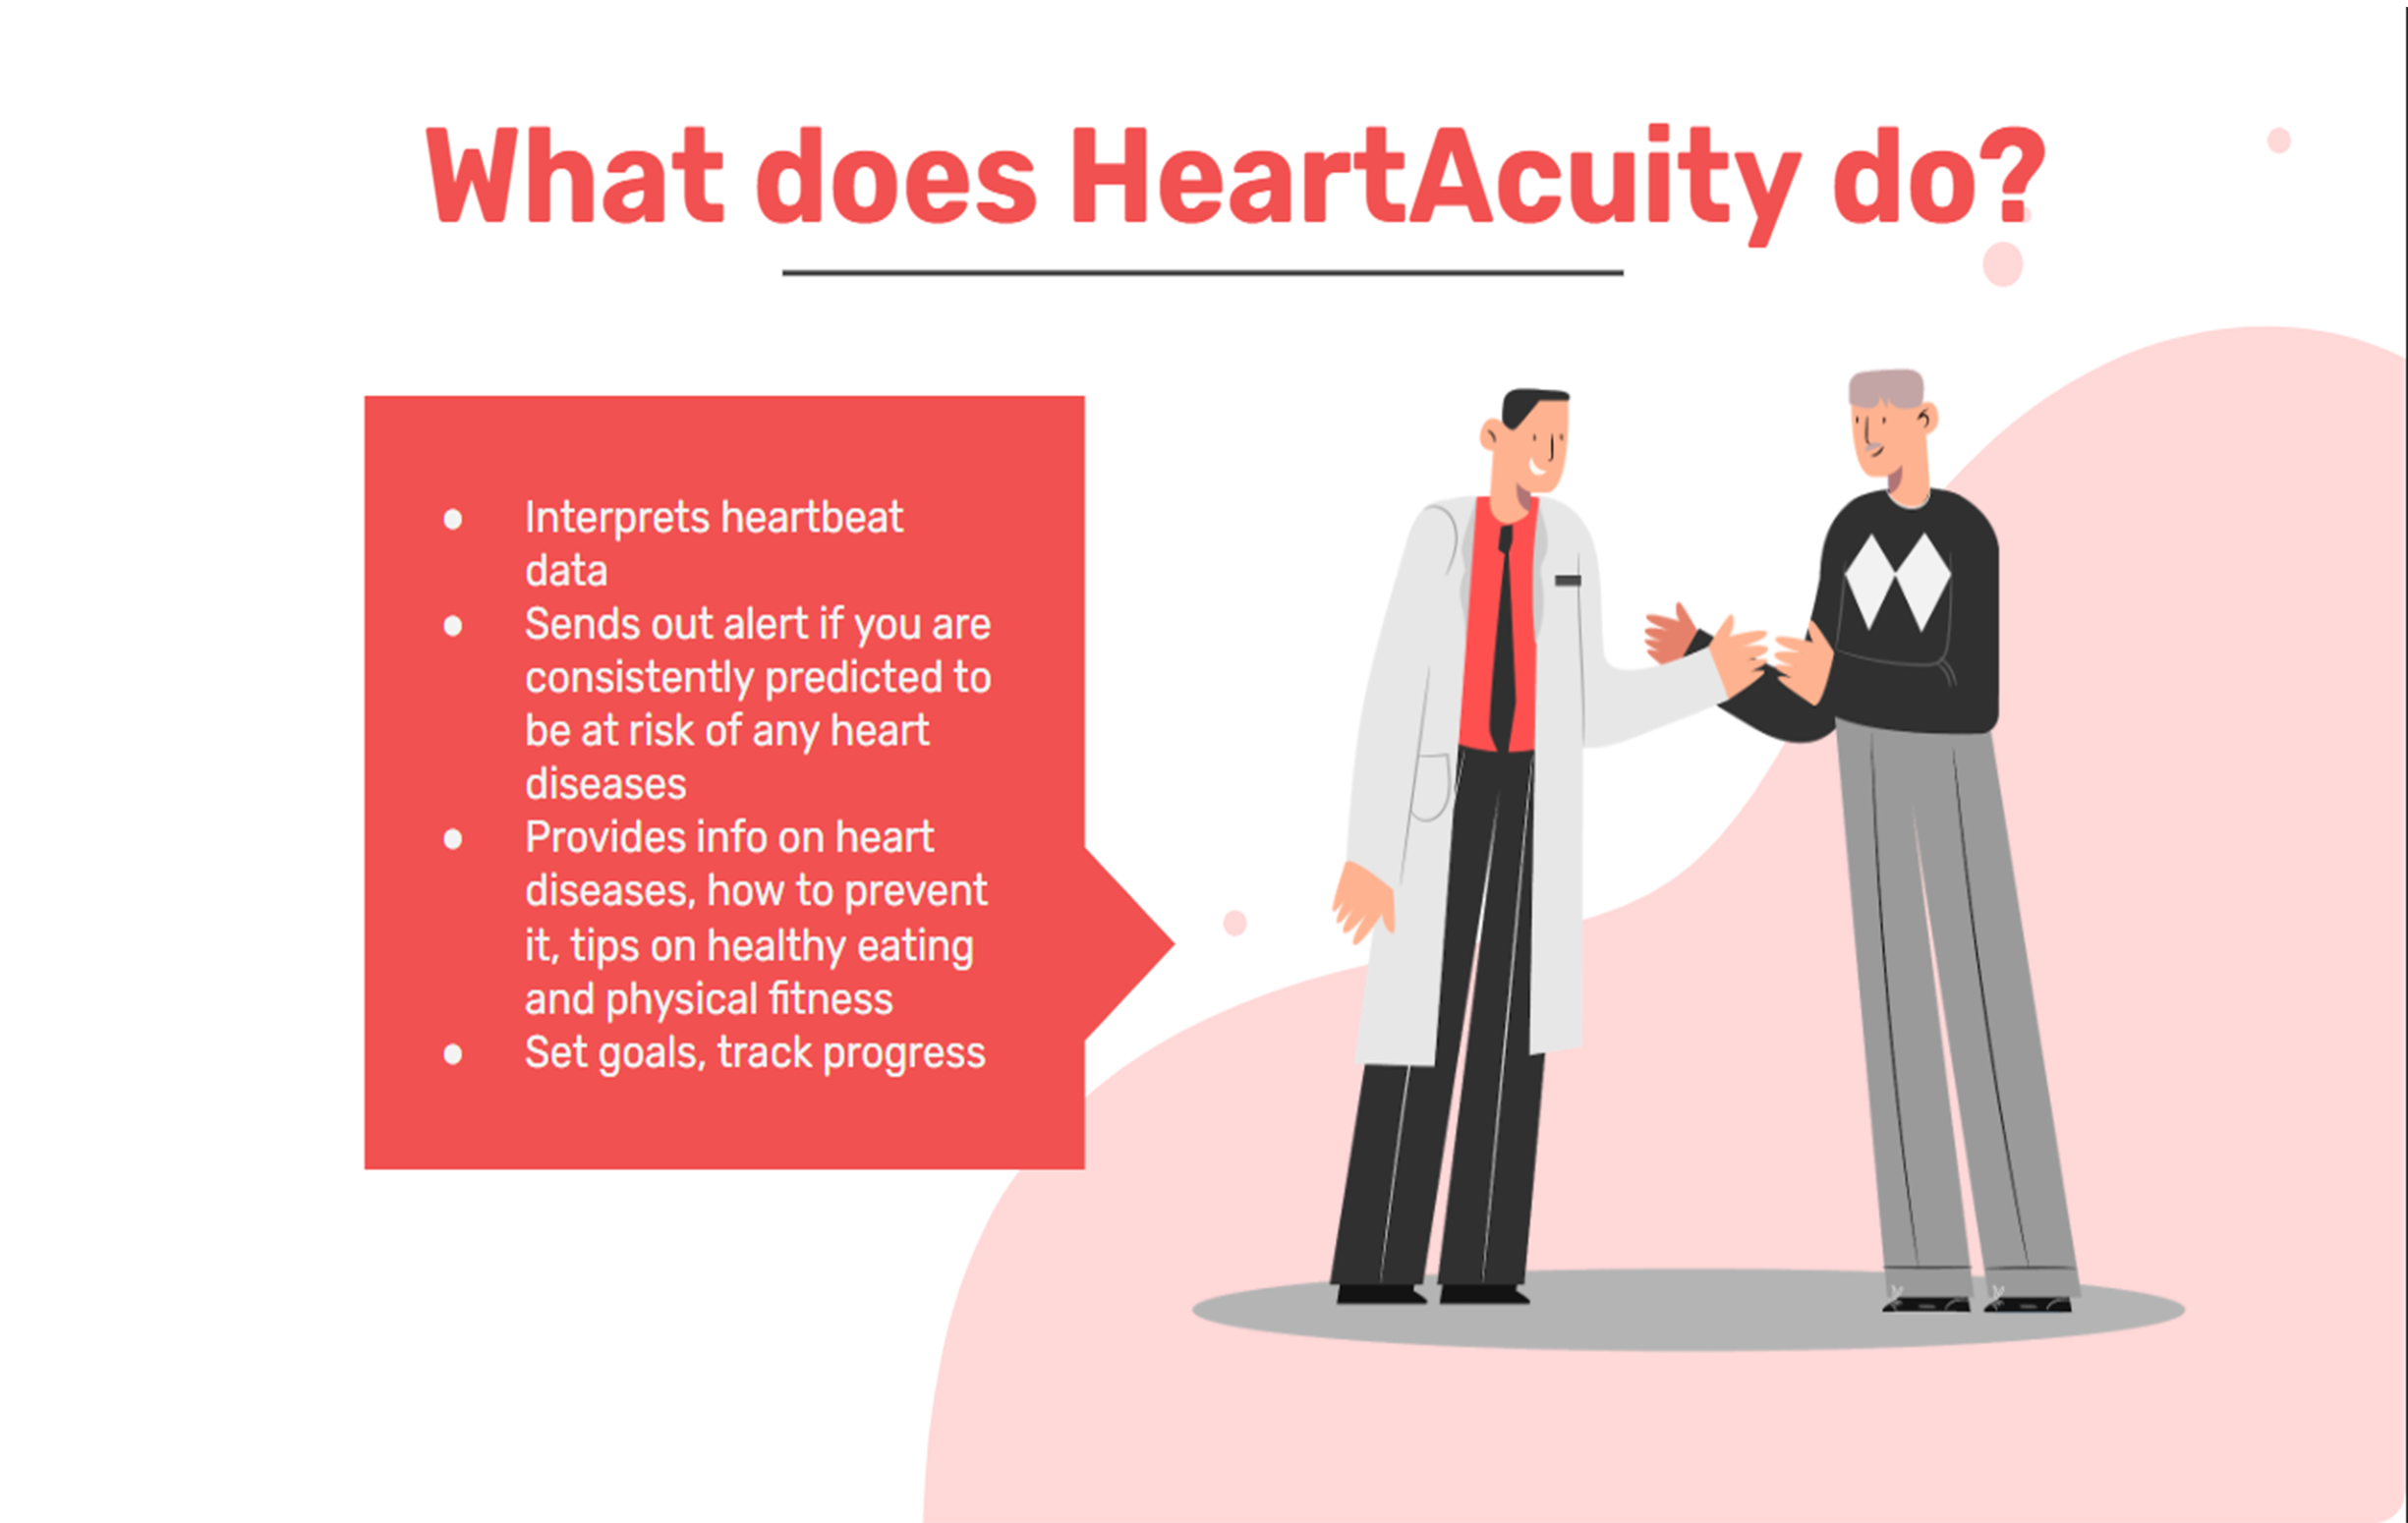 What does HeartAcuity do?
● Interprets heartbeat
data
● Sends out alert if you are
consistently predicted to
be at risk of any heart
diseases
● Provides info on heart
diseases, how to prevent
it, tips on healthy eating
and physical fitness
● Set goals, track progress